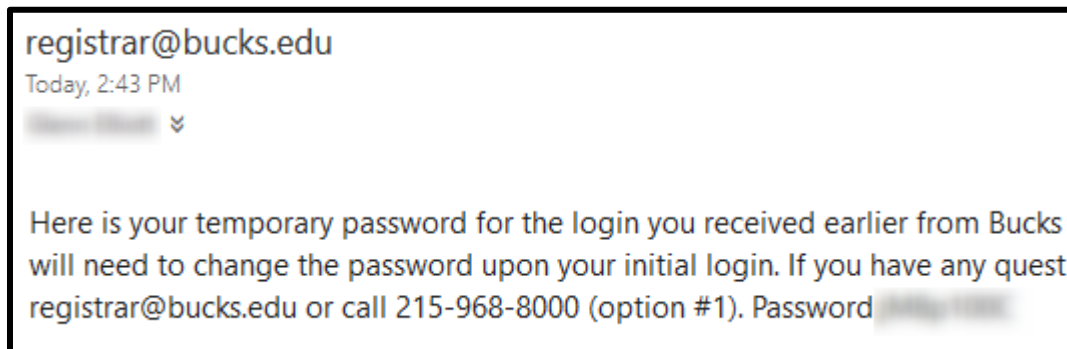 registrar@bucks.edu
Today, 2:43 PM
Here is your temporary password for the login you received earlier from Bucks
will need to change the password upon your initial login. If you have any quest
registrar@bucks.edu or call 215-968-8000 (option #1). Password